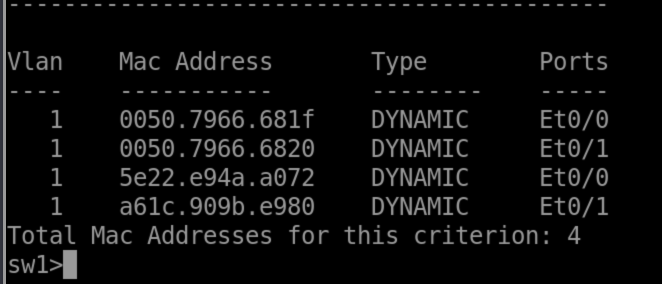 -------------------------------------------
Vlan    Mac Address       Type        Ports
----    -----------       --------    -----
   1    0050.7966.681f    DYNAMIC     Et0/0
   1    0050.7966.6820    DYNAMIC     Et0/1
   1    5e22.e94a.a072    DYNAMIC     Et0/0
   1    a61c.909b.e980    DYNAMIC     Et0/1
Total Mac Addresses for this criterion: 4
sw1>